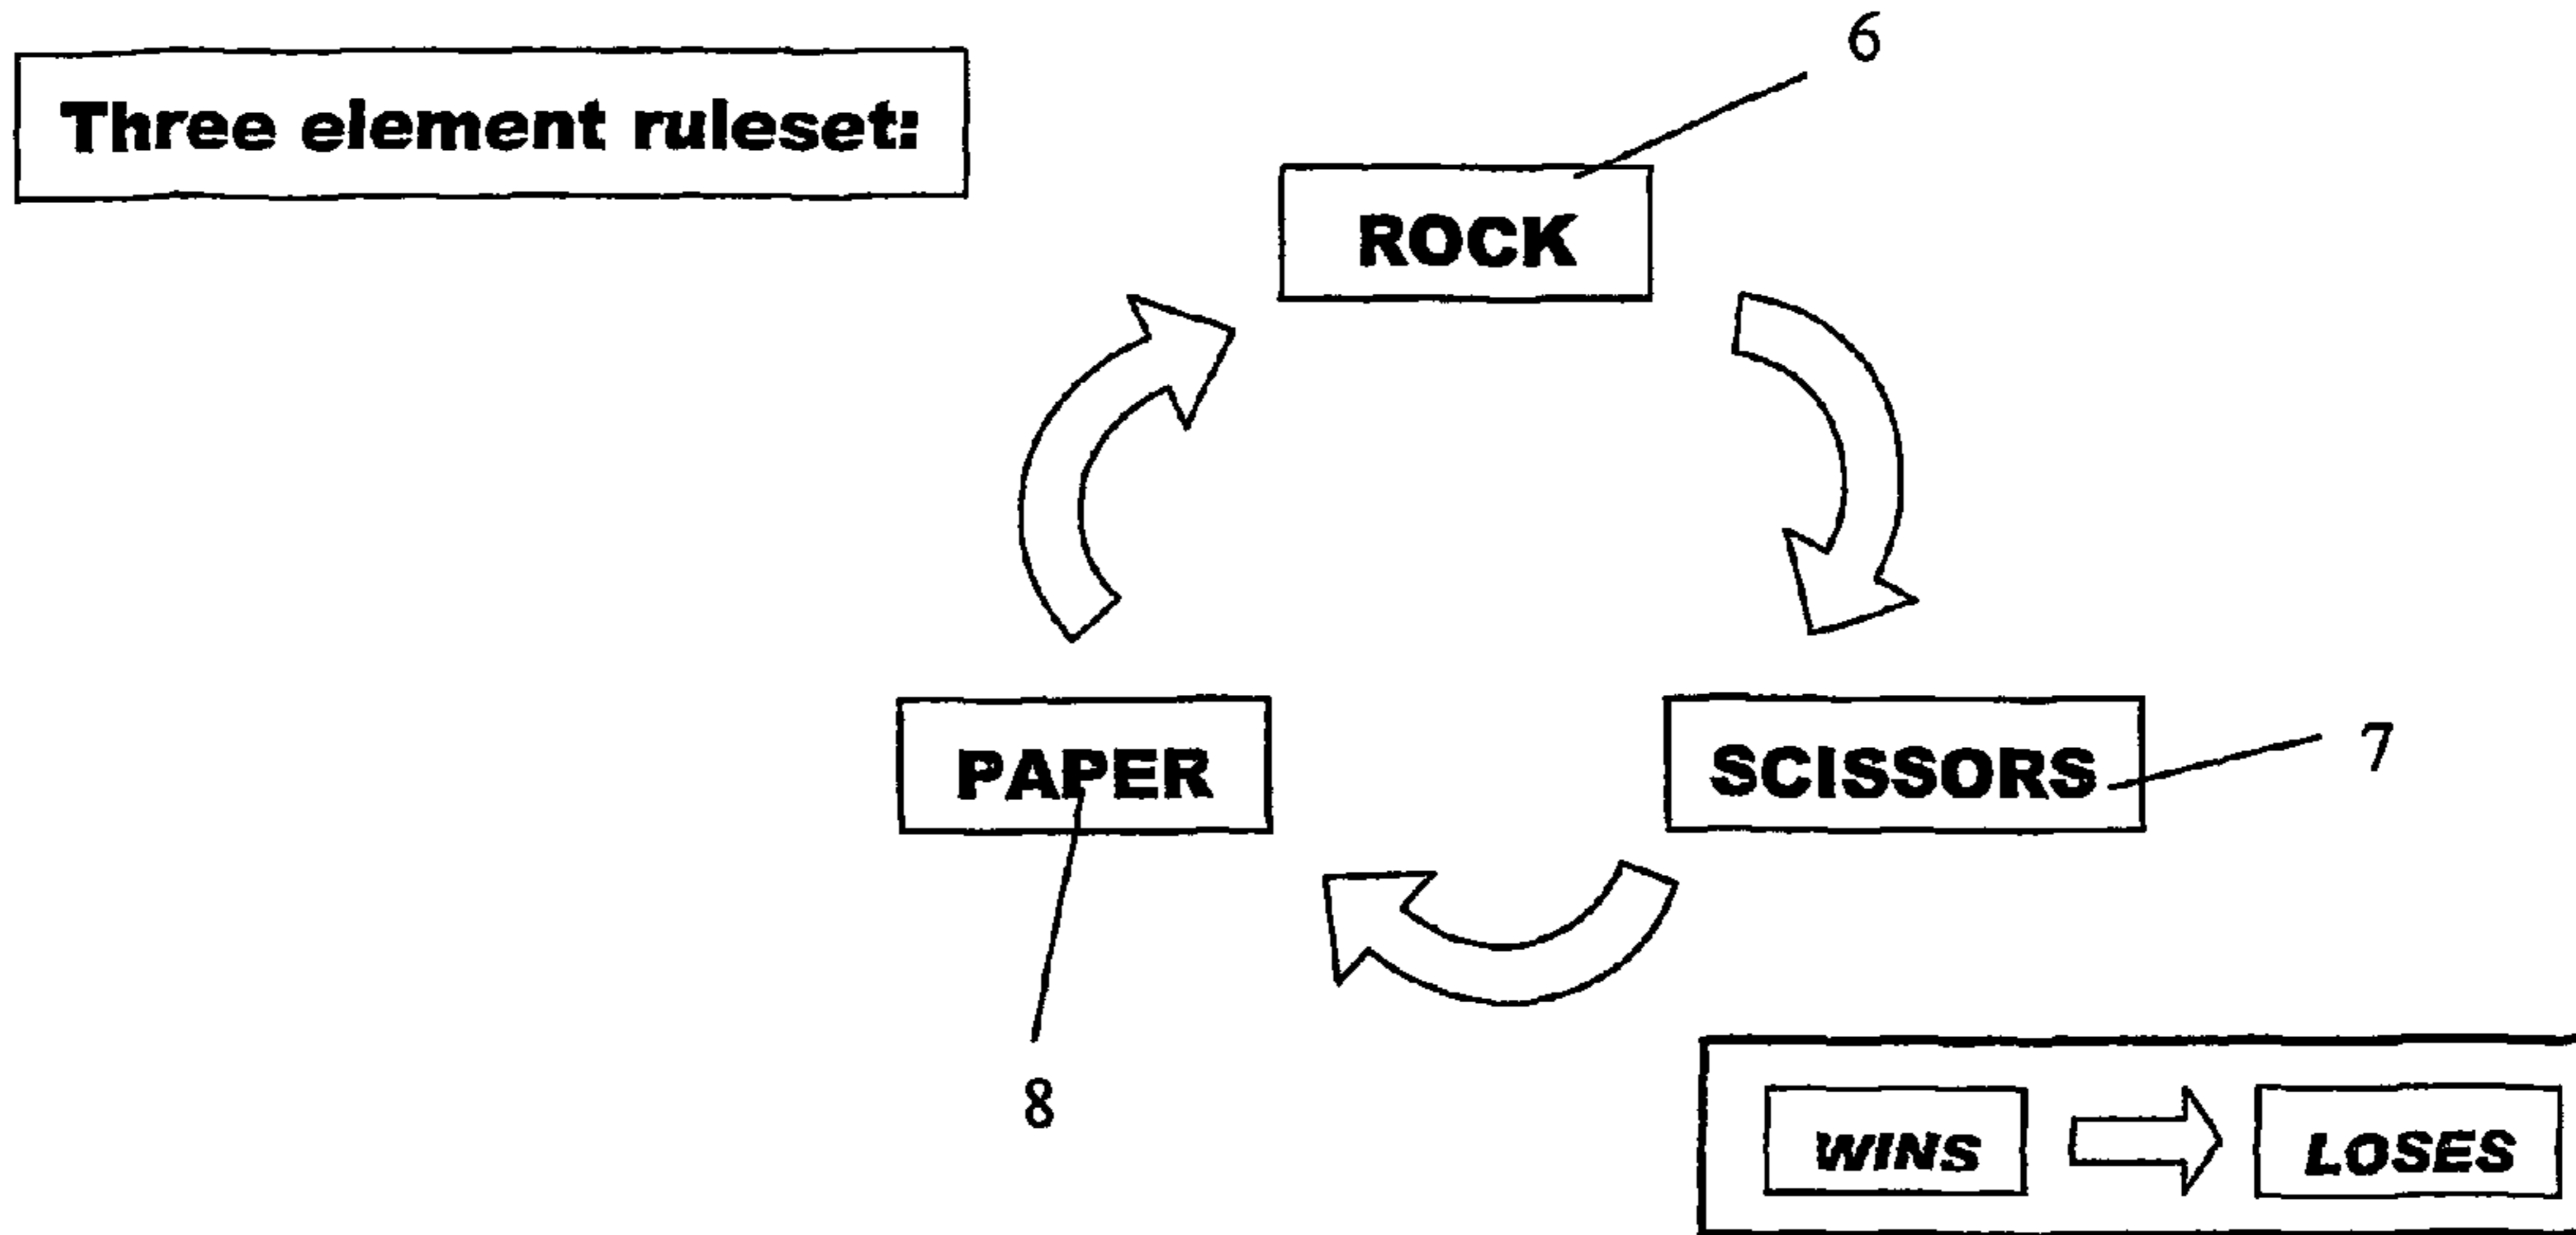 6
Three element ruleset:
ROCK
PAPER
SCISSORS
7
8
WINS
LOSES